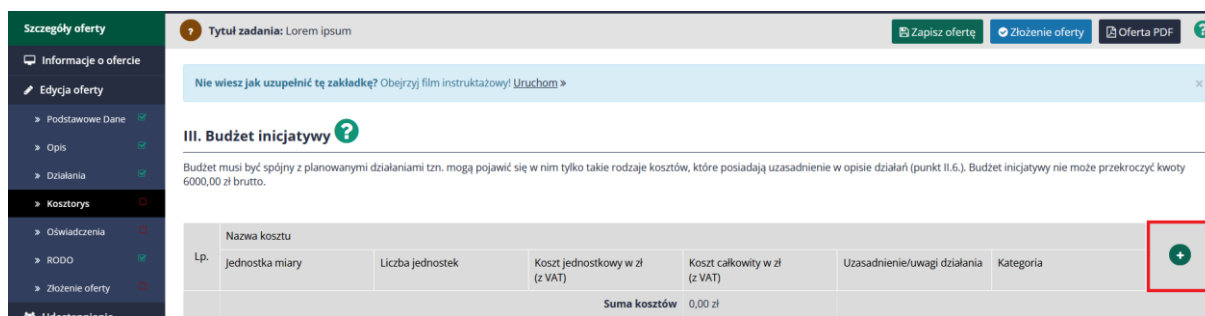 Szczegóły oferty
? Tytuł zadania: Lorem ipsum
Zapisz ofertę
Złożenie oferty
Oferta PDF
?
Informacje o ofercie
Edycja oferty
» Podstawowe Dane
» Opis
» Działania
» Kosztorys
» Oświadczenia
» RODO
» Złożenie oferty
Nie wiesz jak uzupełnić tę zakładkę? Obejrzyj film instruktażowy! Uruchom »
×
III. Budżet inicjatywy ?
Budżet musi być spójny z planowanymi działaniami tzn. mogą pojawić się w nim tylko takie rodzaje kosztów, które posiadają uzasadnienie w opisie działań (punkt II.6.). Budżet inicjatywy nie może przekroczyć kwoty
6000,00 zł brutto.
Lp.
Nazwa kosztu
Jednostka miary
Liczba jednostek
Koszt jednostkowy w zł
(z VAT)
Koszt całkowity w zł
(z VAT)
Uzasadnienie/uwagi działania
Kategoria
+
Suma kosztów 0,00 zł